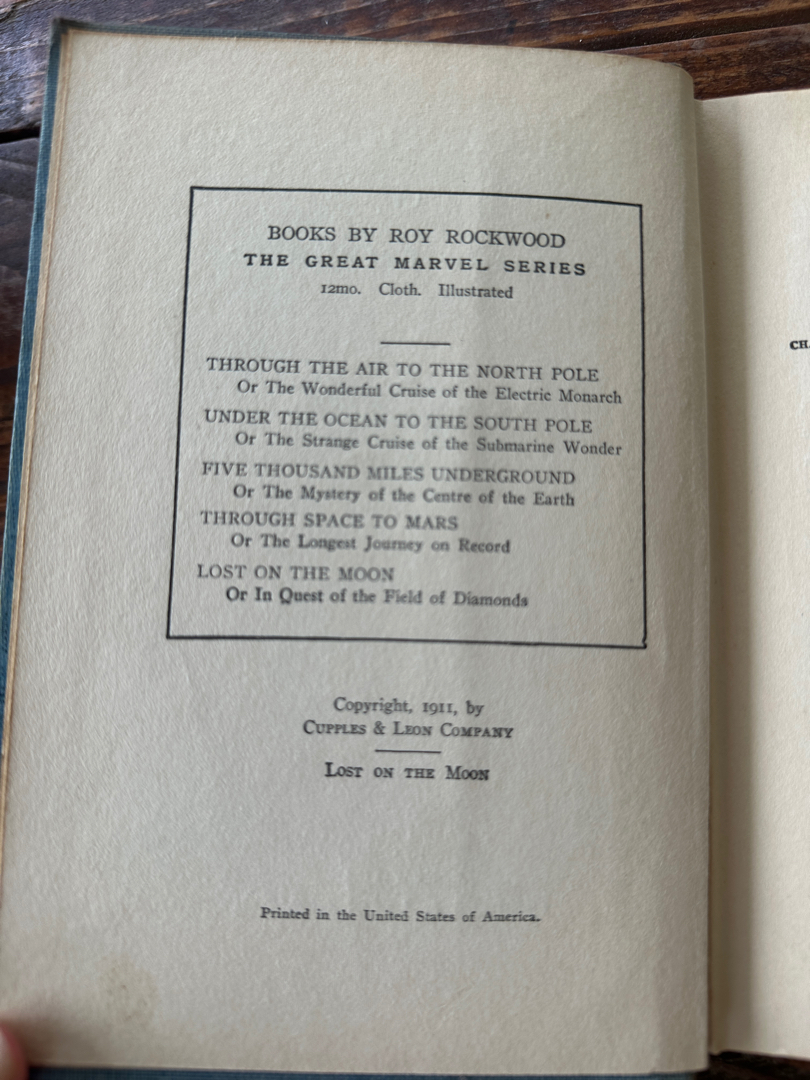 BOOKS BY ROY ROCKWOOD
THE GREAT MARVEL SERIES
12mo. Cloth. Illustrated
THROUGH THE AIR TO THE NORTH POLE
Or The Wonderful Cruise of the Electric Monarch
UNDER THE OCEAN TO THE SOUTH POLE
Or The Strange Cruise of the Submarine Wonder
FIVE THOUSAND MILES UNDERGROUND
Or The Mystery of the Centre of the Earth
THROUGH SPACE TO MARS
Or The Longest Journey on Record
LOST ON THE MOON
Or In Quest of the Field of Diamonds
Copyright, 1911, by
CUPPLES & LEON COMPANY
LOST ON THE MOON
Printed in the United States of America.